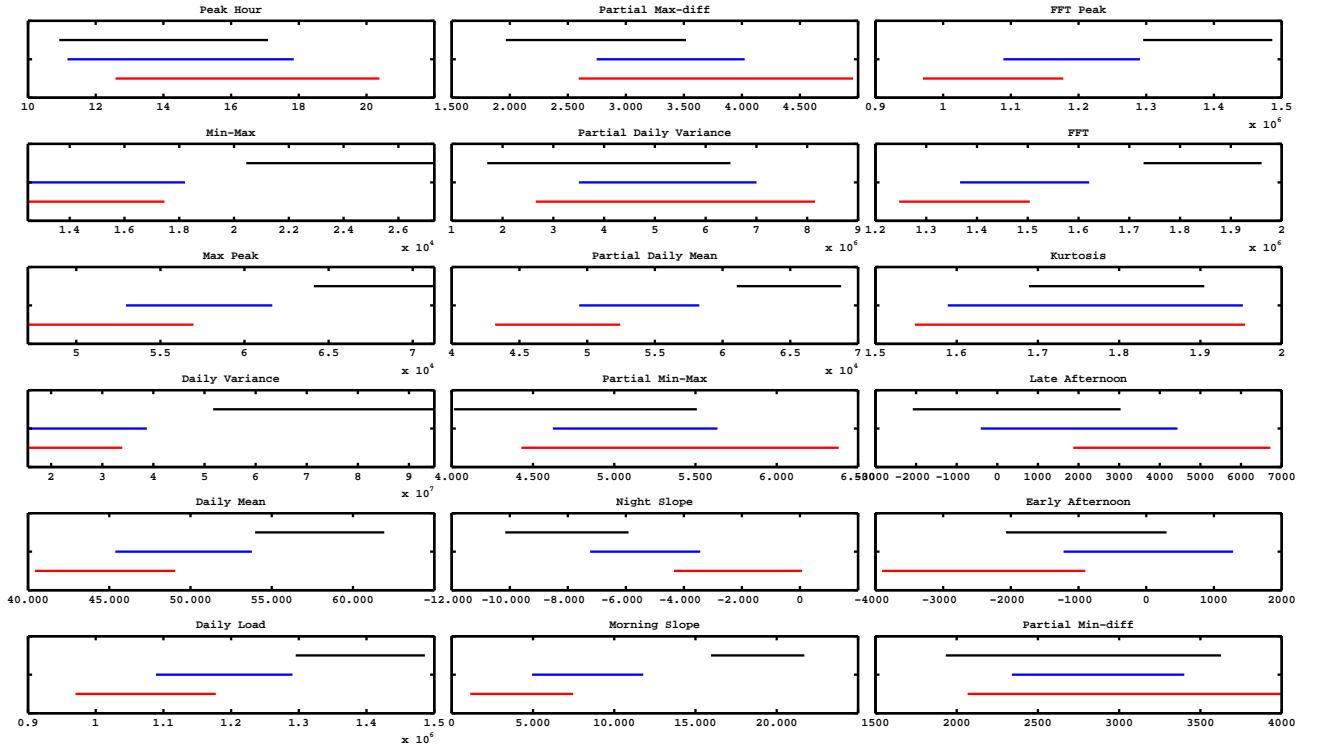 Peak Hour Partial Max-diff FFT Peak
10 12 14 16 18 20 1.500 2.000 2.500 3.000 3.500 4.000 4.500 0.9 1 1.1 1.2 1.3 1.4 1.5
x 10^6
Min-Max Partial Daily Variance FFT
1.4 1.6 1.8 2 2.2 2.4 2.6 1 2 3 4 5 6 7 8 9 1.2 1.3 1.4 1.5 1.6 1.7 1.8 1.9 2
x 10^4 x 10^6 x 10^6
Max Peak Partial Daily Mean Kurtosis
5 5.5 6 6.5 7 4 4.5 5 5.5 6 6.5 7 1.5 1.6 1.7 1.8 1.9 2
x 10^4 x 10^4
Daily Variance Partial Min-Max Late Afternoon
2 3 4 5 6 7 8 9 4.000 4.500 5.000 5.500 6.000 6.500 -3000 -2000 -1000 0 1000 2000 3000 4000 5000 6000 7000
x 10^7
Daily Mean Night Slope Early Afternoon
40.000 45.000 50.000 55.000 60.000 -12.000 -10.000 -8.000 -6.000 -4.000 -2.000 0 -4000 -3000 -2000 -1000 0 1000 2000
Daily Load Morning Slope Partial Min-diff
0.9 1 1.1 1.2 1.3 1.4 1.5 0 5.000 10.000 15.000 20.000 1500 2000 2500 3000 3500 4000
x 10^6